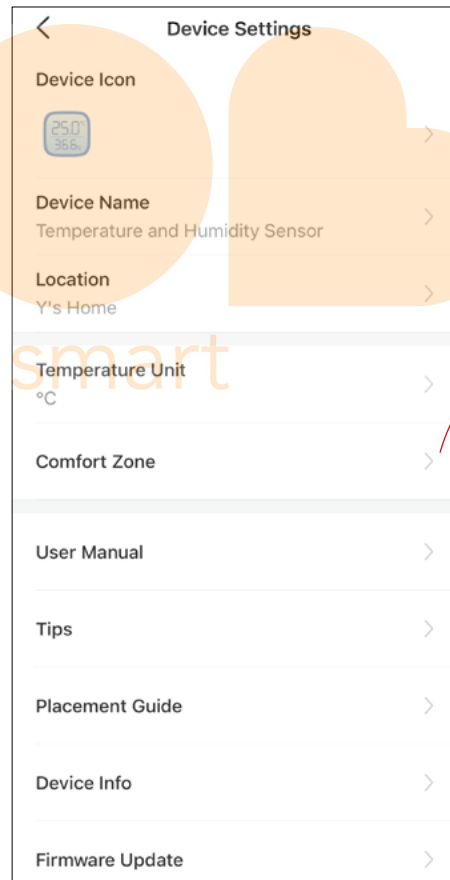 Device Settings
Device Icon
25.0°
36.6%
Device Name
Temperature and Humidity Sensor
Location
Y's Home
smart
Temperature Unit
°C
Comfort Zone
User Manual
Tips
Placement Guide
Device Info
Firmware Update